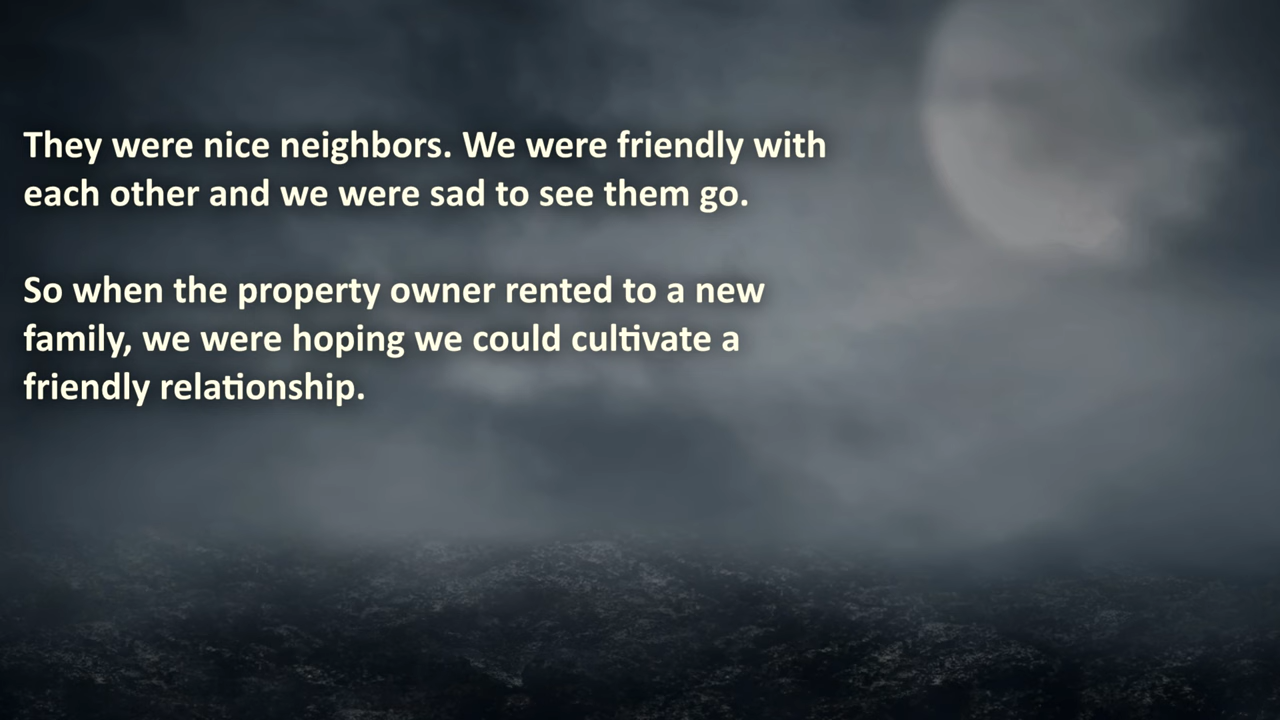 They were nice neighbors. We were friendly with
each other and we were sad to see them go.
So when the property owner rented to a new
family, we were hoping we could cultivate a
friendly relationship.